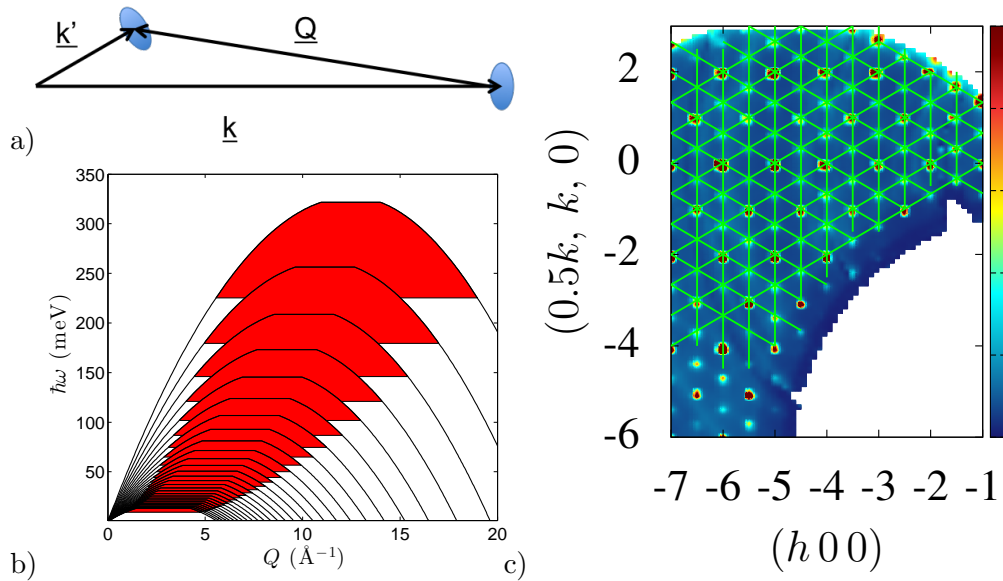 k'
Q
k
a)
350
300
250
200
150
100
50
ħω (meV)
0 5 10 15 20
Q (Å⁻¹)
b)
2
0
-2
-4
-6
(0.5k, k, 0)
-7 -6 -5 -4 -3 -2 -1
(h 0 0)
c)